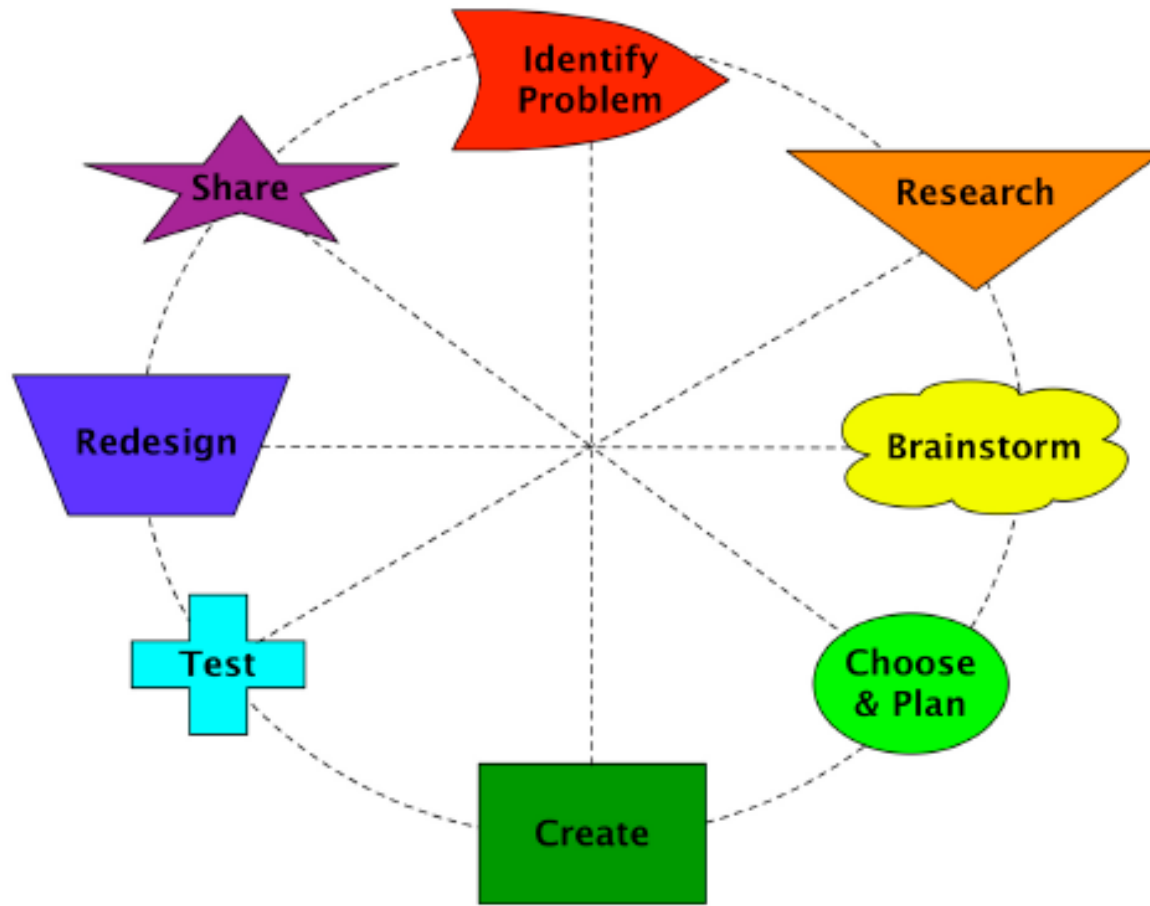 Identify
Problem
Research
Brainstorm
Choose
& Plan
Create
Test
Redesign
Share